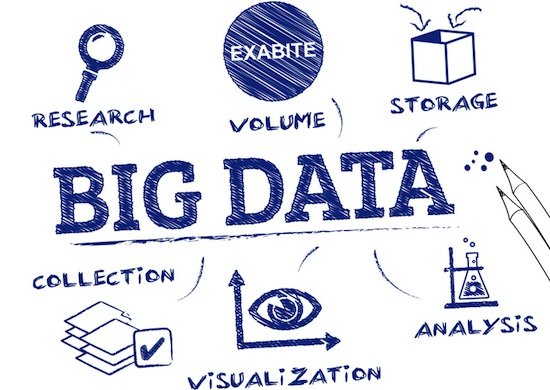 EXABITE
RESEARCH
VOLUME
STORAGE
BIG DATA
COLLECTION
ANALYSIS
VISUALIZATION